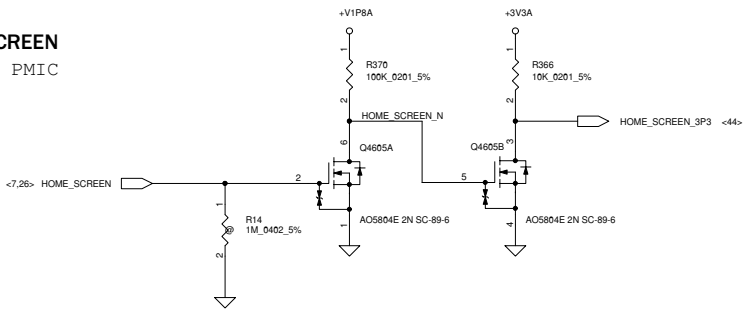 CREEN
PMIC
+V1P8A
+3V3A
1
1
R370
100K_0201_5%
R366
10K_0201_5%
2
2
HOME_SCREEN_N
HOME_SCREEN_3P3 <44>
6
3
Q4605A
Q4605B
<7,26> HOME_SCREEN
2
5
1
R14
@
1M_0402_5%
2
AO5804E 2N SC-89-6
AO5804E 2N SC-89-6
1
4